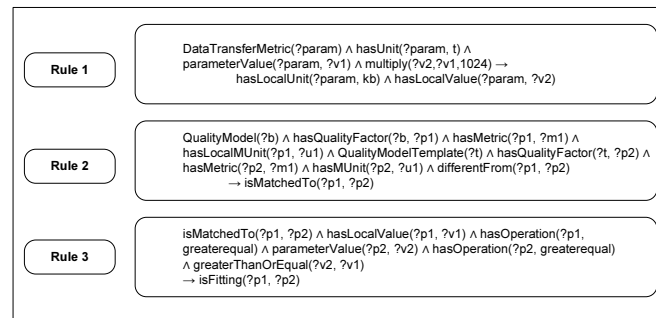 Rule 1
DataTransferMetric(?param) ∧ hasUnit(?param, t) ∧
parameterValue(?param, ?v1) ∧ multiply(?v2,?v1,1024) →
hasLocalUnit(?param, kb) ∧ hasLocalValue(?param, ?v2)
Rule 2
QualityModel(?b) ∧ hasQualityFactor(?b, ?p1) ∧ hasMetric(?p1, ?m1) ∧
hasLocalMUnit(?p1, ?u1) ∧ QualityModelTemplate(?t) ∧ hasQualityFactor(?t, ?p2) ∧
hasMetric(?p2, ?m1) ∧ hasMUnit(?p2, ?u1) ∧ differentFrom(?p1, ?p2)
→ isMatchedTo(?p1, ?p2)
Rule 3
isMatchedTo(?p1, ?p2) ∧ hasLocalValue(?p1, ?v1) ∧ hasOperation(?p1,
greaterequal) ∧ parameterValue(?p2, ?v2) ∧ hasOperation(?p2, greaterequal)
∧ greaterThanOrEqual(?v2, ?v1)
→ isFitting(?p1, ?p2)